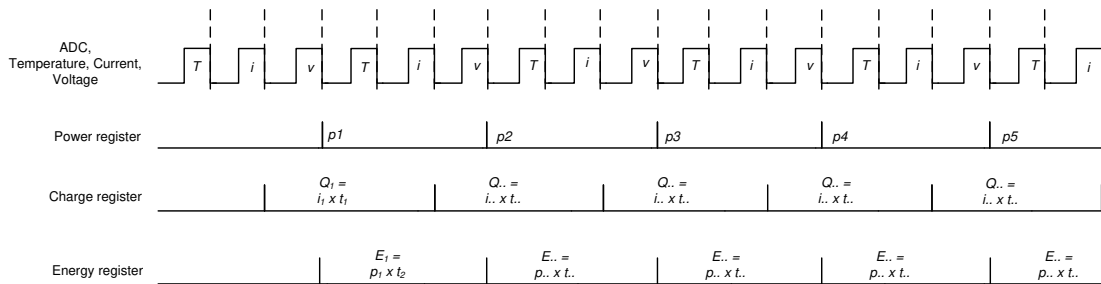 ADC,
Temperature, Current,
Voltage
T i v T i v T i v T i v T i v T i
Power register
p1 p2 p3 p4 p5
Charge register
Q₁ =
i₁ x t₁
Q.. =
i.. x t..
Q.. =
i.. x t..
Q.. =
i.. x t..
Q.. =
i.. x t..
Energy register
E₁ =
p₁ x t₂
E.. =
p.. x t..
E.. =
p.. x t..
E.. =
p.. x t..
E.. =
p.. x t..